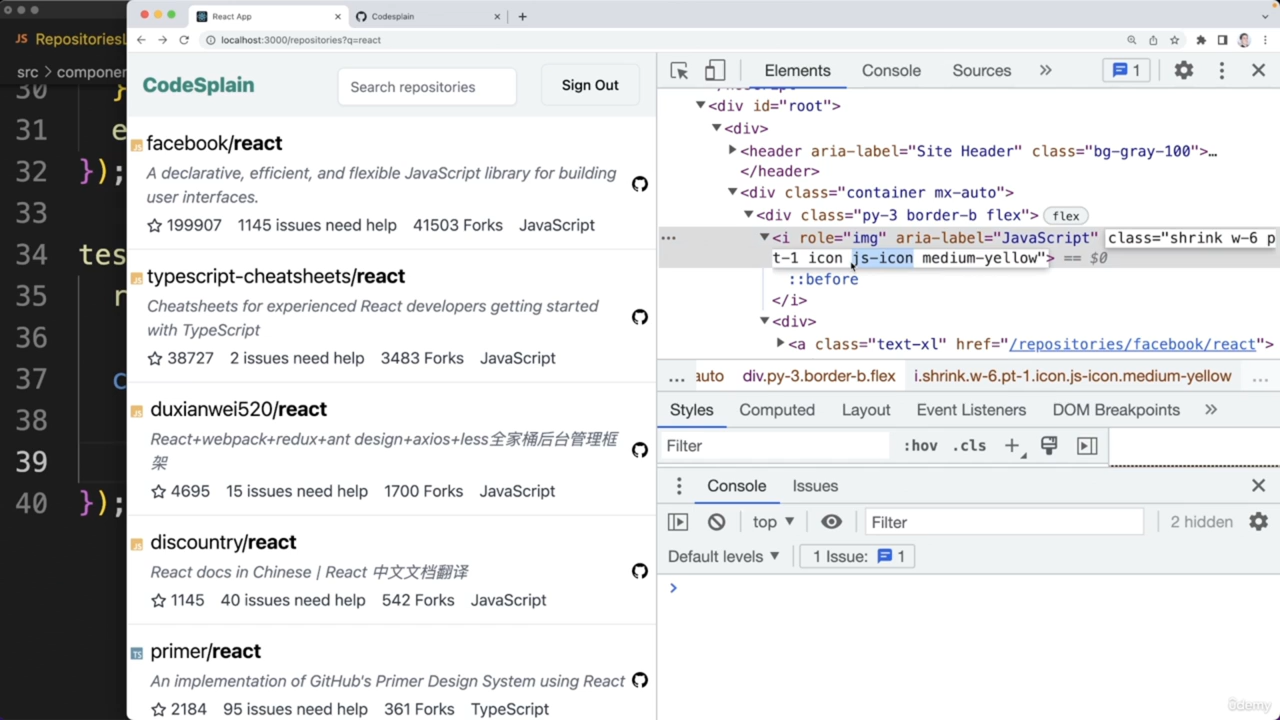 JS RepositoriesL
src > componen
30 }
31 e
32 });
33
34 tes
35 r
36
37 c
38
39
40 });
React App
Codesplain
localhost:3000/repositories?q=react
CodeSplain
Search repositories
Sign Out
facebook/react
A declarative, efficient, and flexible JavaScript library for building
user interfaces.
199907 1145 issues need help 41503 Forks JavaScript
typescript-cheatsheets/react
Cheatsheets for experienced React developers getting started
with TypeScript
38727 2 issues need help 3483 Forks JavaScript
duxianwei520/react
React+webpack+redux+ant design+axios+less全家桶后台管理框
架
4695 15 issues need help 1700 Forks JavaScript
discountry/react
React docs in Chinese | React 中文文档翻译
1145 40 issues need help 542 Forks JavaScript
TS
primer/react
An implementation of GitHub's Primer Design System using React
2184 95 issues need help 361 Forks TypeScript
Elements Console Sources » 1
<div id="root">
<div>
<header aria-label="Site Header" class="bg-gray-100">…
</header>
<div class="container mx-auto">
<div class="py-3 border-b flex"> flex
<i role="img" aria-label="JavaScript" class="shrink w-6 p
t-1 icon js-icon medium-yellow"> == $0
::before
</i>
<div>
<a class="text-xl" href="/repositories/facebook/react">
... auto div.py-3.border-b.flex i.shrink.w-6.pt-1.icon.js-icon.medium-yellow ...
Styles Computed Layout Event Listeners DOM Breakpoints »
Filter :hov .cls +
Console Issues
top Filter 2 hidden
Default levels 1 Issue: 1
>
ûdemy